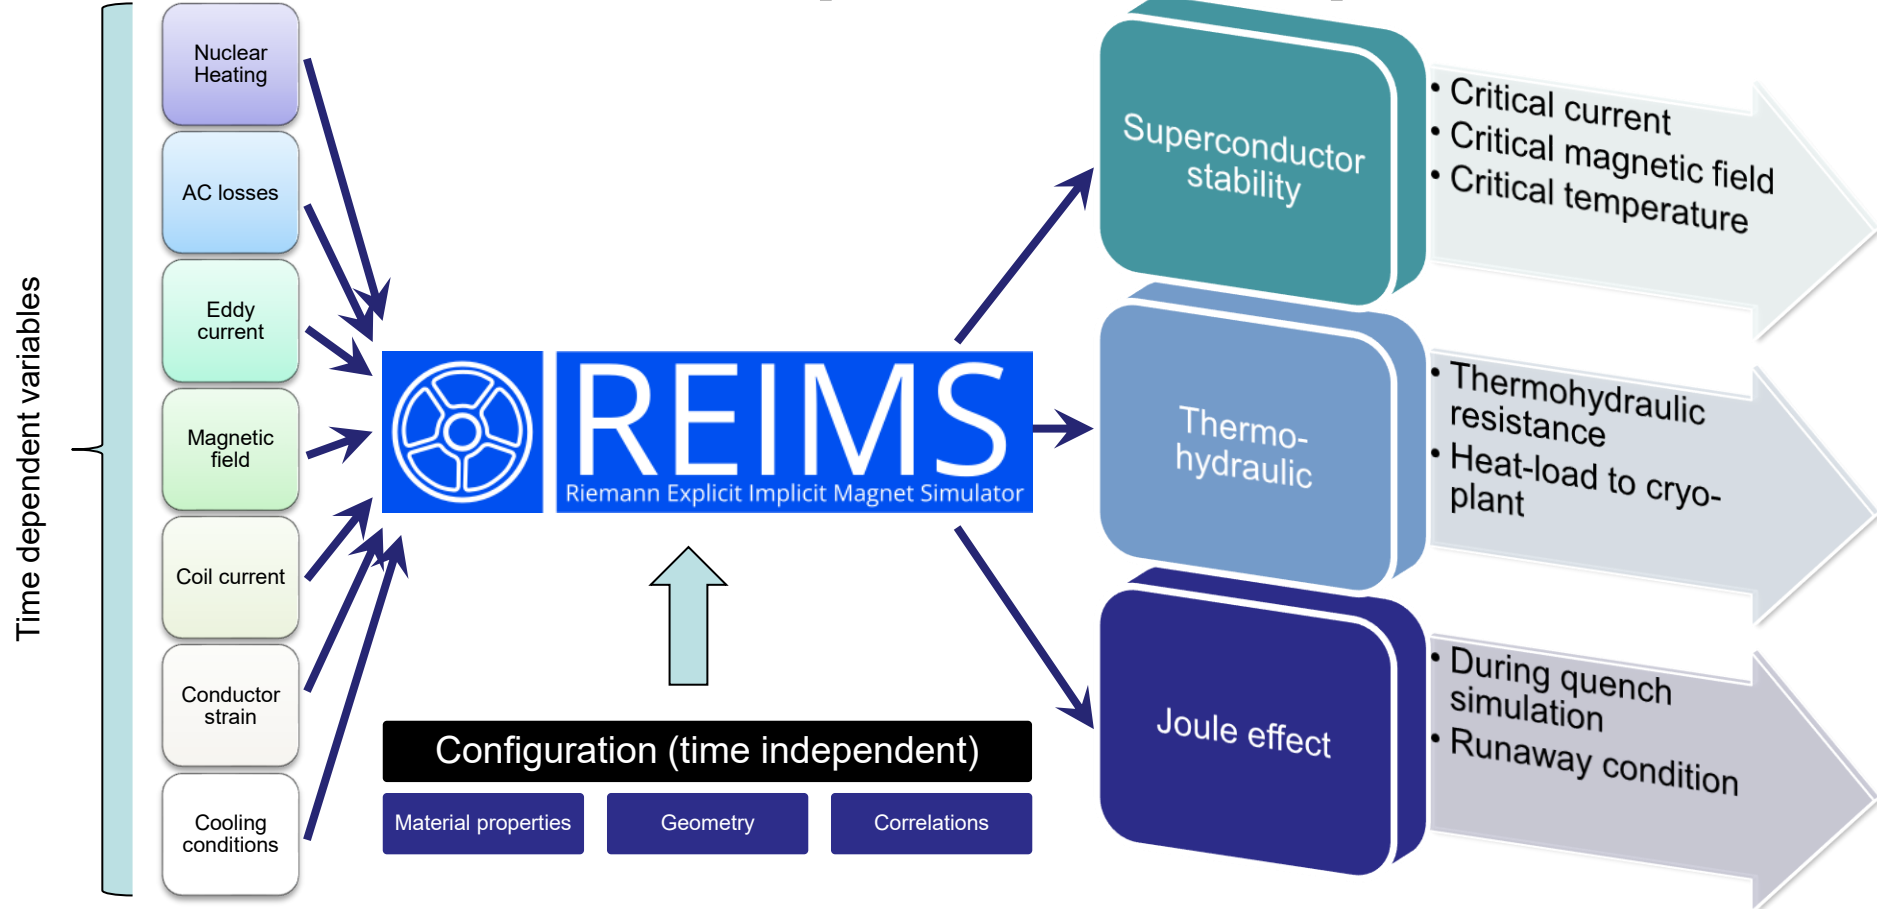 Time dependent variables
Nuclear
Heating
AC losses
Eddy
current
Magnetic
field
Coil current
Conductor
strain
Cooling
conditions
REIMS
Riemann Explicit Implicit Magnet Simulator
Configuration (time independent)
Material properties
Geometry
Correlations
Superconductor
stability
• Critical current
• Critical magnetic field
• Critical temperature
Thermo-
hydraulic
• Thermohydraulic
resistance
• Heat-load to cryo-
plant
Joule effect
• During quench
simulation
• Runaway condition